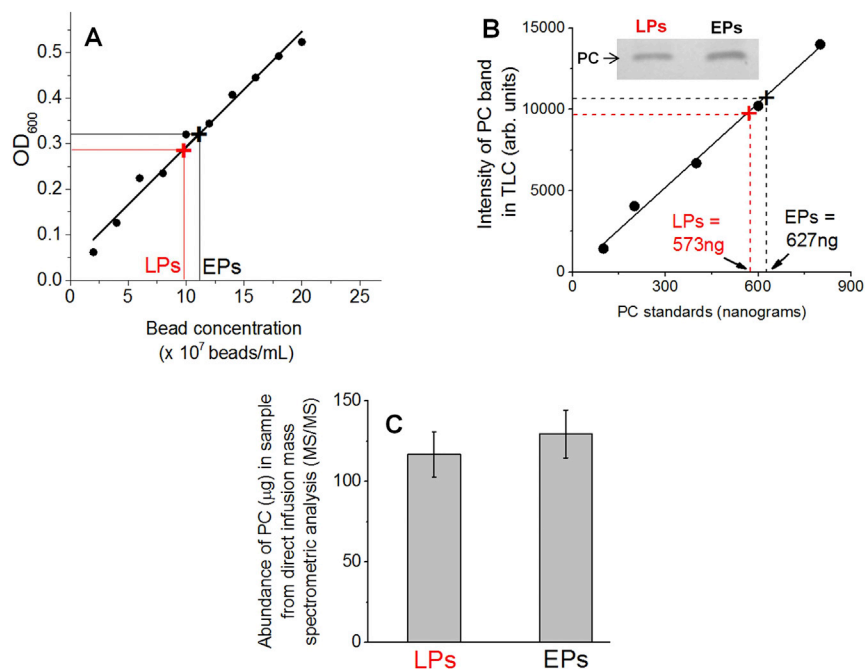 A
0.5
0.4
0.3
0.2
0.1
0.0
OD600
LPs
EPs
0
5
10
15
20
25
Bead concentration
(x 10^7 beads/mL)
B
LPs
EPs
PC
15000
10000
5000
0
Intensity of PC band
in TLC (arb. units)
LPs =
573ng
EPs =
627ng
0
300
600
900
PC standards (nanograms)
C
150
100
50
0
Abundance of PC (μg) in sample
from direct infusion mass
spectrometric analysis (MS/MS)
LPs
EPs